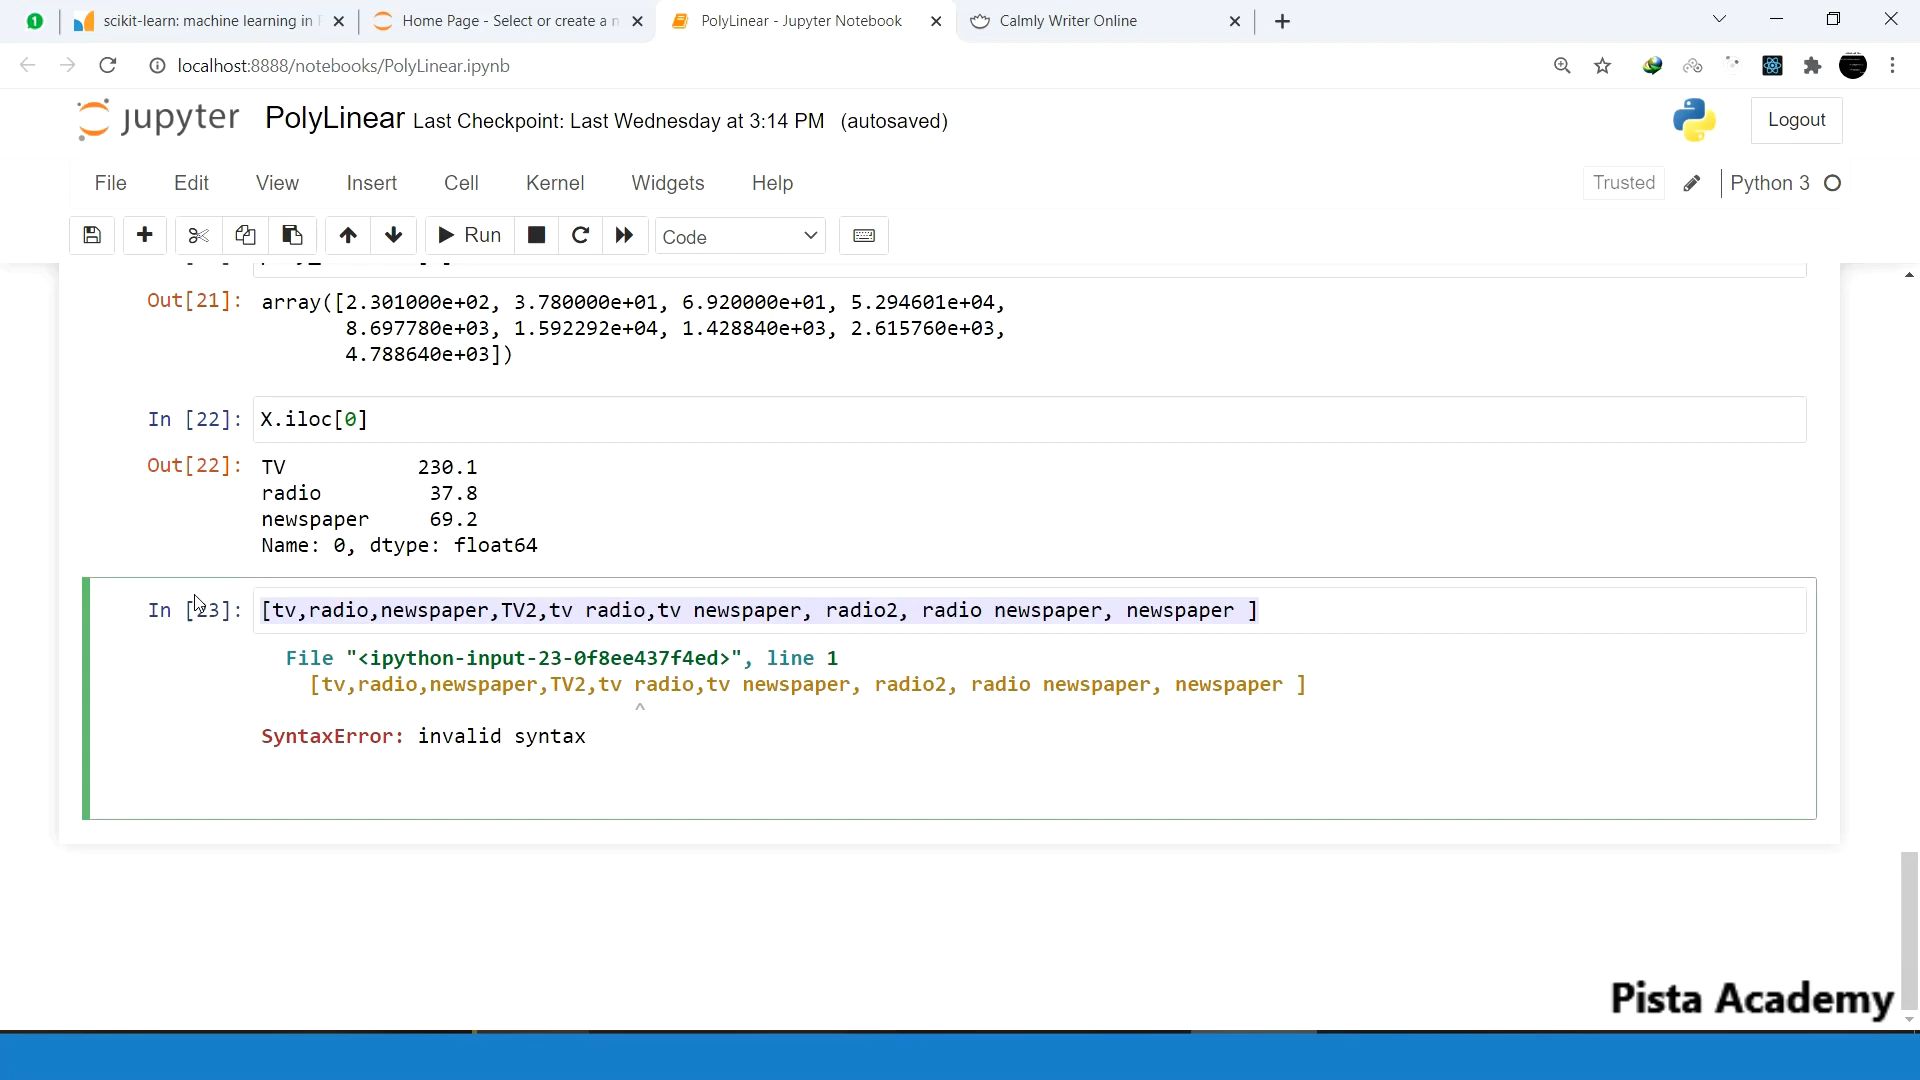 scikit-learn: machine learning in P
Home Page - Select or create a n
PolyLinear - Jupyter Notebook
Calmly Writer Online
localhost:8888/notebooks/PolyLinear.ipynb
jupyter PolyLinear Last Checkpoint: Last Wednesday at 3:14 PM (autosaved)
Logout
File Edit View Insert Cell Kernel Widgets Help
Trusted
Python 3
Run
Code
Out[21]: array([2.301000e+02, 3.780000e+01, 6.920000e+01, 5.294601e+04,
8.697780e+03, 1.592292e+04, 1.428840e+03, 2.615760e+03,
4.788640e+03])
In [22]: X.iloc[0]
Out[22]: TV 230.1
radio 37.8
newspaper 69.2
Name: 0, dtype: float64
In [23]: [tv,radio,newspaper,TV2,tv radio,tv newspaper, radio2, radio newspaper, newspaper ]
File "<ipython-input-23-0f8ee437f4ed>", line 1
[tv,radio,newspaper,TV2,tv radio,tv newspaper, radio2, radio newspaper, newspaper ]
^
SyntaxError: invalid syntax
Pista Academy